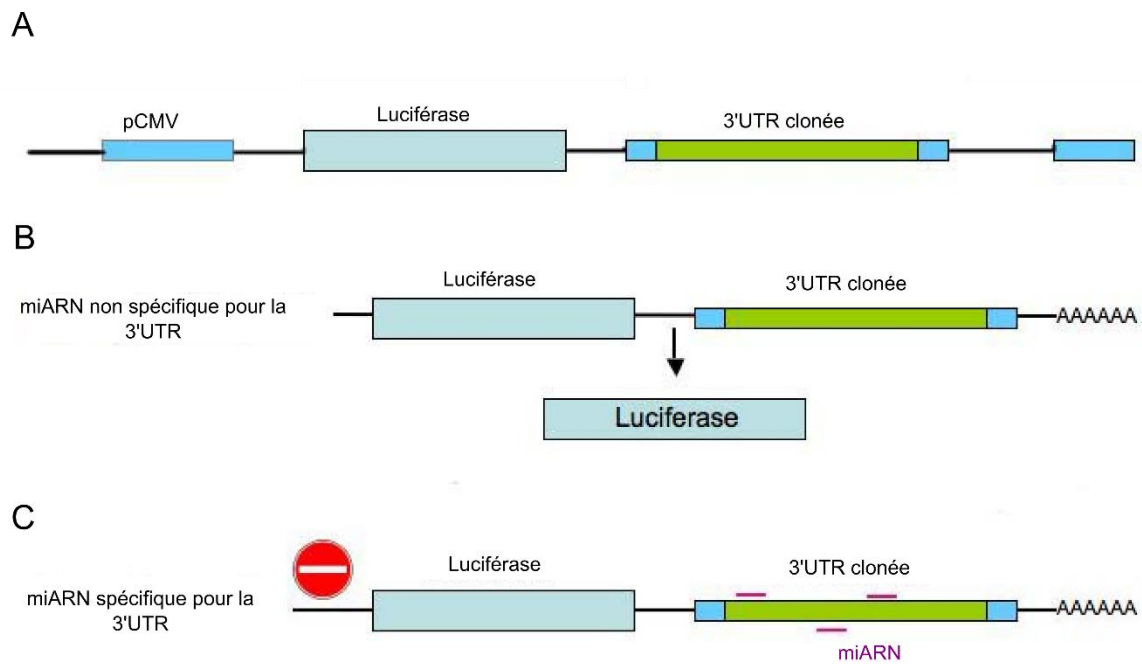 A
pCMV
Luciférase
3'UTR clonée
B
miARN non spécifique pour la
3'UTR
Luciférase
3'UTR clonée
AAAAAA
Luciferase
C
miARN spécifique pour la
3'UTR
Luciférase
3'UTR clonée
AAAAAA
miARN